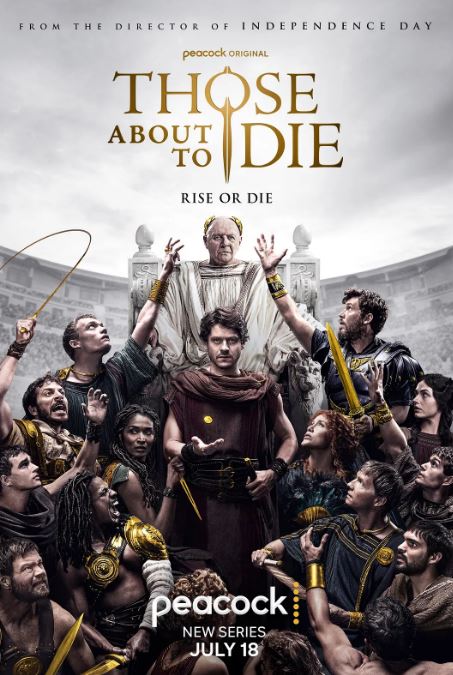 FROM THE DIRECTOR OF INDEPENDENCE DAY
peacock ORIGINAL
THOSE
ABOUT
TO DIE
RISE OR DIE
peacock
NEW SERIES
JULY 18